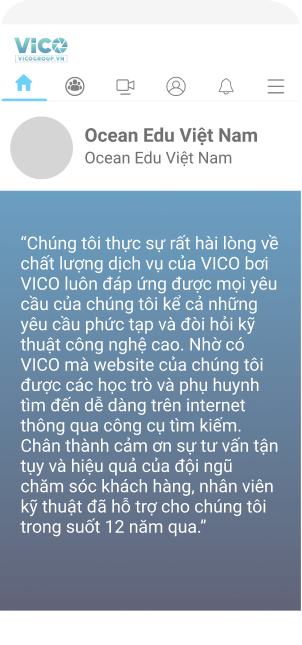 ViCO
VICOGROUP.VN
Ocean Edu Việt Nam
Ocean Edu Việt Nam
“Chúng tôi thực sự rất hài lòng về
chất lượng dịch vụ của VICO bơi
VICO luôn đáp ứng được mọi yêu
cầu của chúng tôi kể cả những
yêu cầu phức tạp và đòi hỏi kỹ
thuật công nghệ cao. Nhờ có
VICO mà website của chúng tôi
được các học trò và phụ huynh
tìm đến dễ dàng trên internet
thông qua công cụ tìm kiếm.
Chân thành cảm ơn sự tư vấn tận
tụy và hiệu quả của đội ngũ
chăm sóc khách hàng, nhân viên
kỹ thuật đã hỗ trợ cho chúng tôi
trong suốt 12 năm qua.”